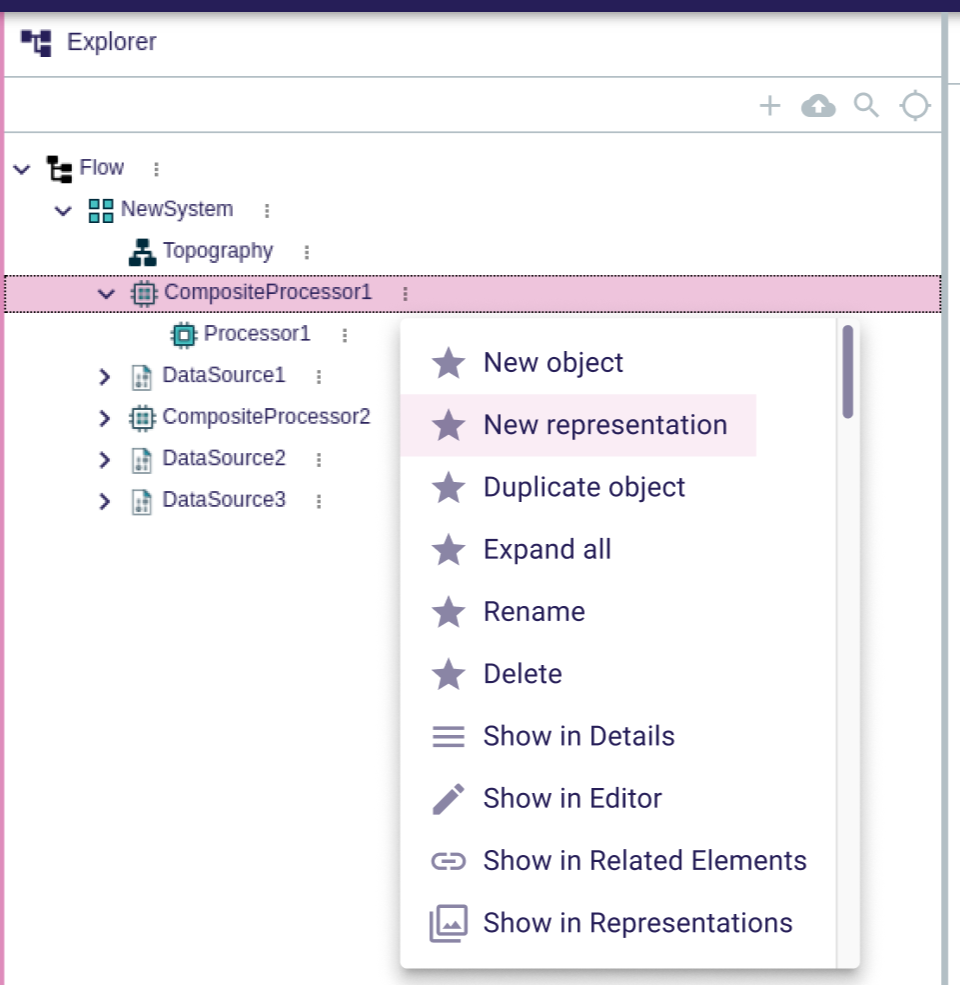 Explorer
Flow
NewSystem
Topography
CompositeProcessor1
Processor1
DataSource1
CompositeProcessor2
DataSource2
DataSource3
New object
New representation
Duplicate object
Expand all
Rename
Delete
Show in Details
Show in Editor
Show in Related Elements
Show in Representations